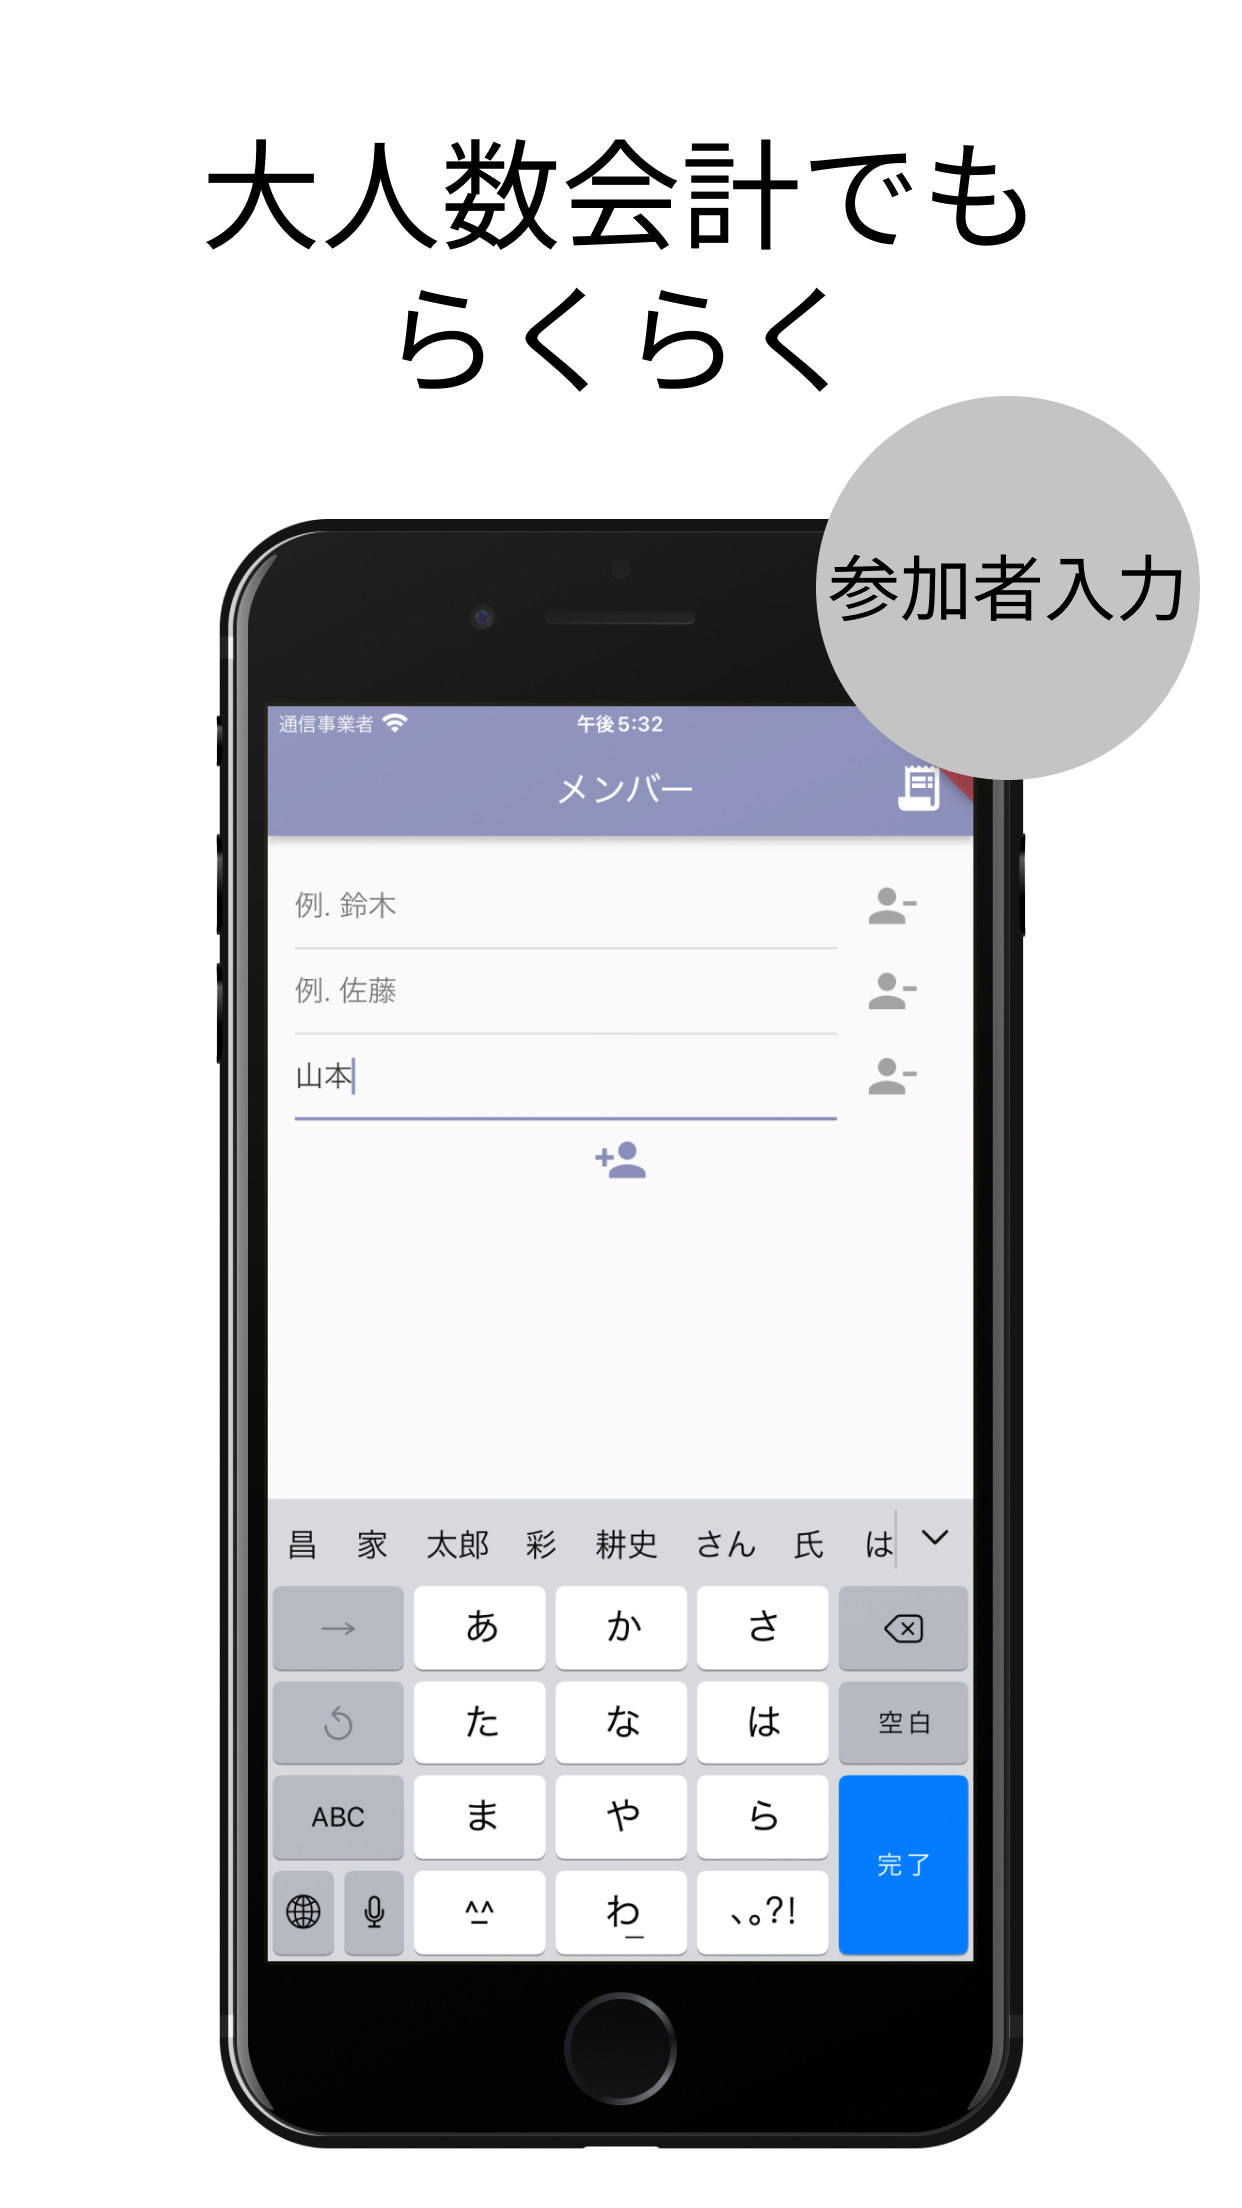 大人数会計でも
らくらく
参加者入力
通信事業者 午後5:32
メンバー
例. 鈴木
例. 佐藤
山本
昌 家 太郎 彩 耕史 さん 氏 は
→ あ か さ
た な は 空白
ABC ま や ら
完了
^^ わ 、。?!